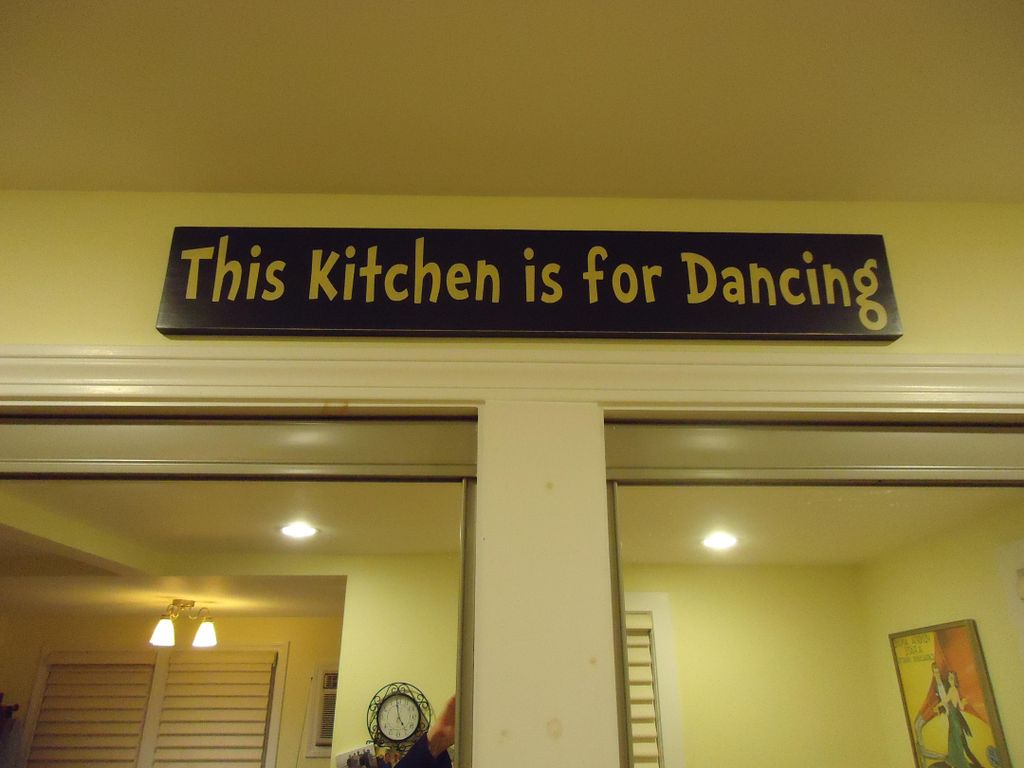 This Kitchen is for Dancing